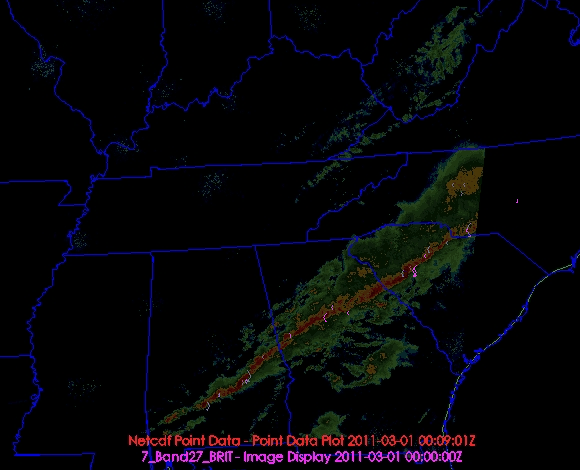 Netcdf Point Data - Point Data Plot 2011-03-01 00:09:01Z
7_Band27_BRIT - Image Display 2011-03-01 00:00:00Z